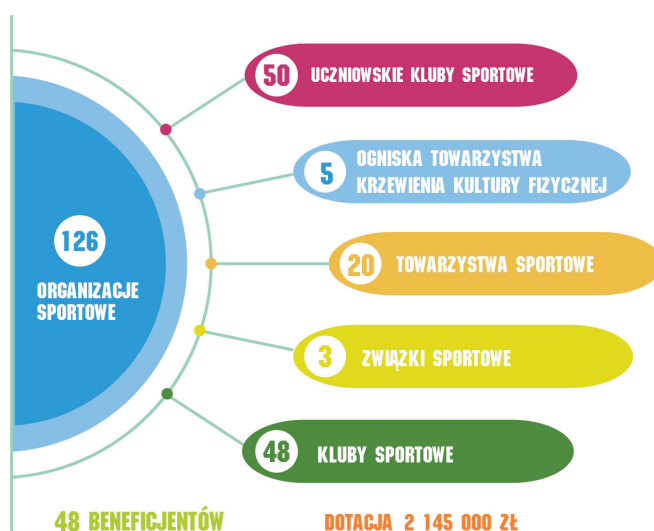 50 UCZNIOWSKIE KLUBY SPORTOWE
5 OGNISKA TOWARZYSTWA
KRZEWIENIA KULTURY FIZYCZNEJ
126
ORGANIZACJE
SPORTOWE
20 TOWARZYSTWA SPORTOWE
3 ZWIĄZKI SPORTOWE
48 KLUBY SPORTOWE
48 BENEFICJENTÓW
DOTACJA 2 145 000 ZŁ